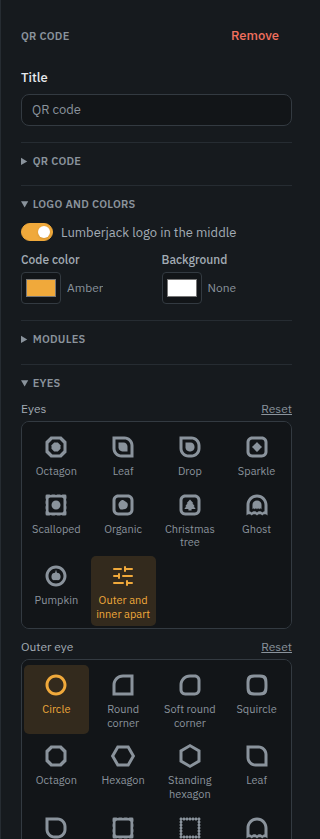 QR CODE Remove
Title
QR code
QR CODE
LOGO AND COLORS
Lumberjack logo in the middle
Code color Background
Amber None
MODULES
EYES
Eyes Reset
Octagon Leaf Drop Sparkle
Scalloped Organic Christmas tree Ghost
Pumpkin Outer and inner apart
Outer eye Reset
Circle Round corner Soft round corner Squircle
Octagon Hexagon Standing hexagon Leaf